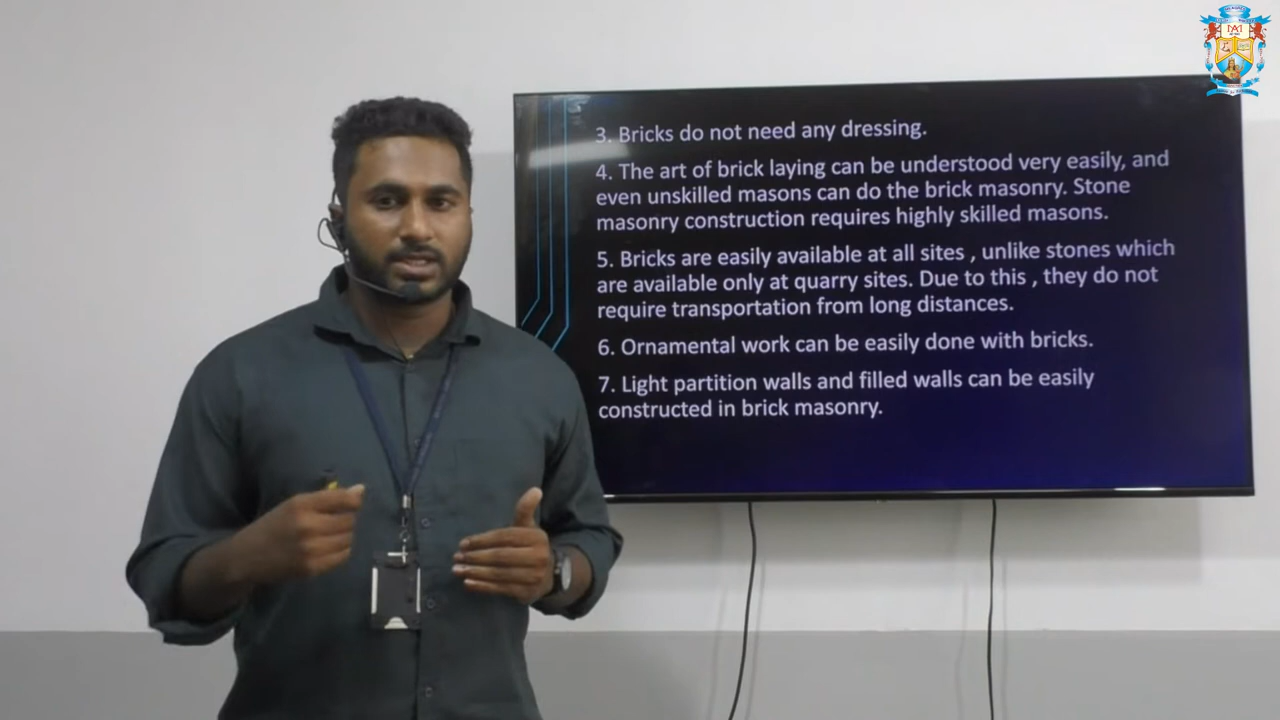 3. Bricks do not need any dressing.
4. The art of brick laying can be understood very easily, and
even unskilled masons can do the brick masonry. Stone
masonry construction requires highly skilled masons.
5. Bricks are easily available at all sites , unlike stones which
are available only at quarry sites. Due to this , they do not
require transportation from long distances.
6. Ornamental work can be easily done with bricks.
7. Light partition walls and filled walls can be easily
constructed in brick masonry.